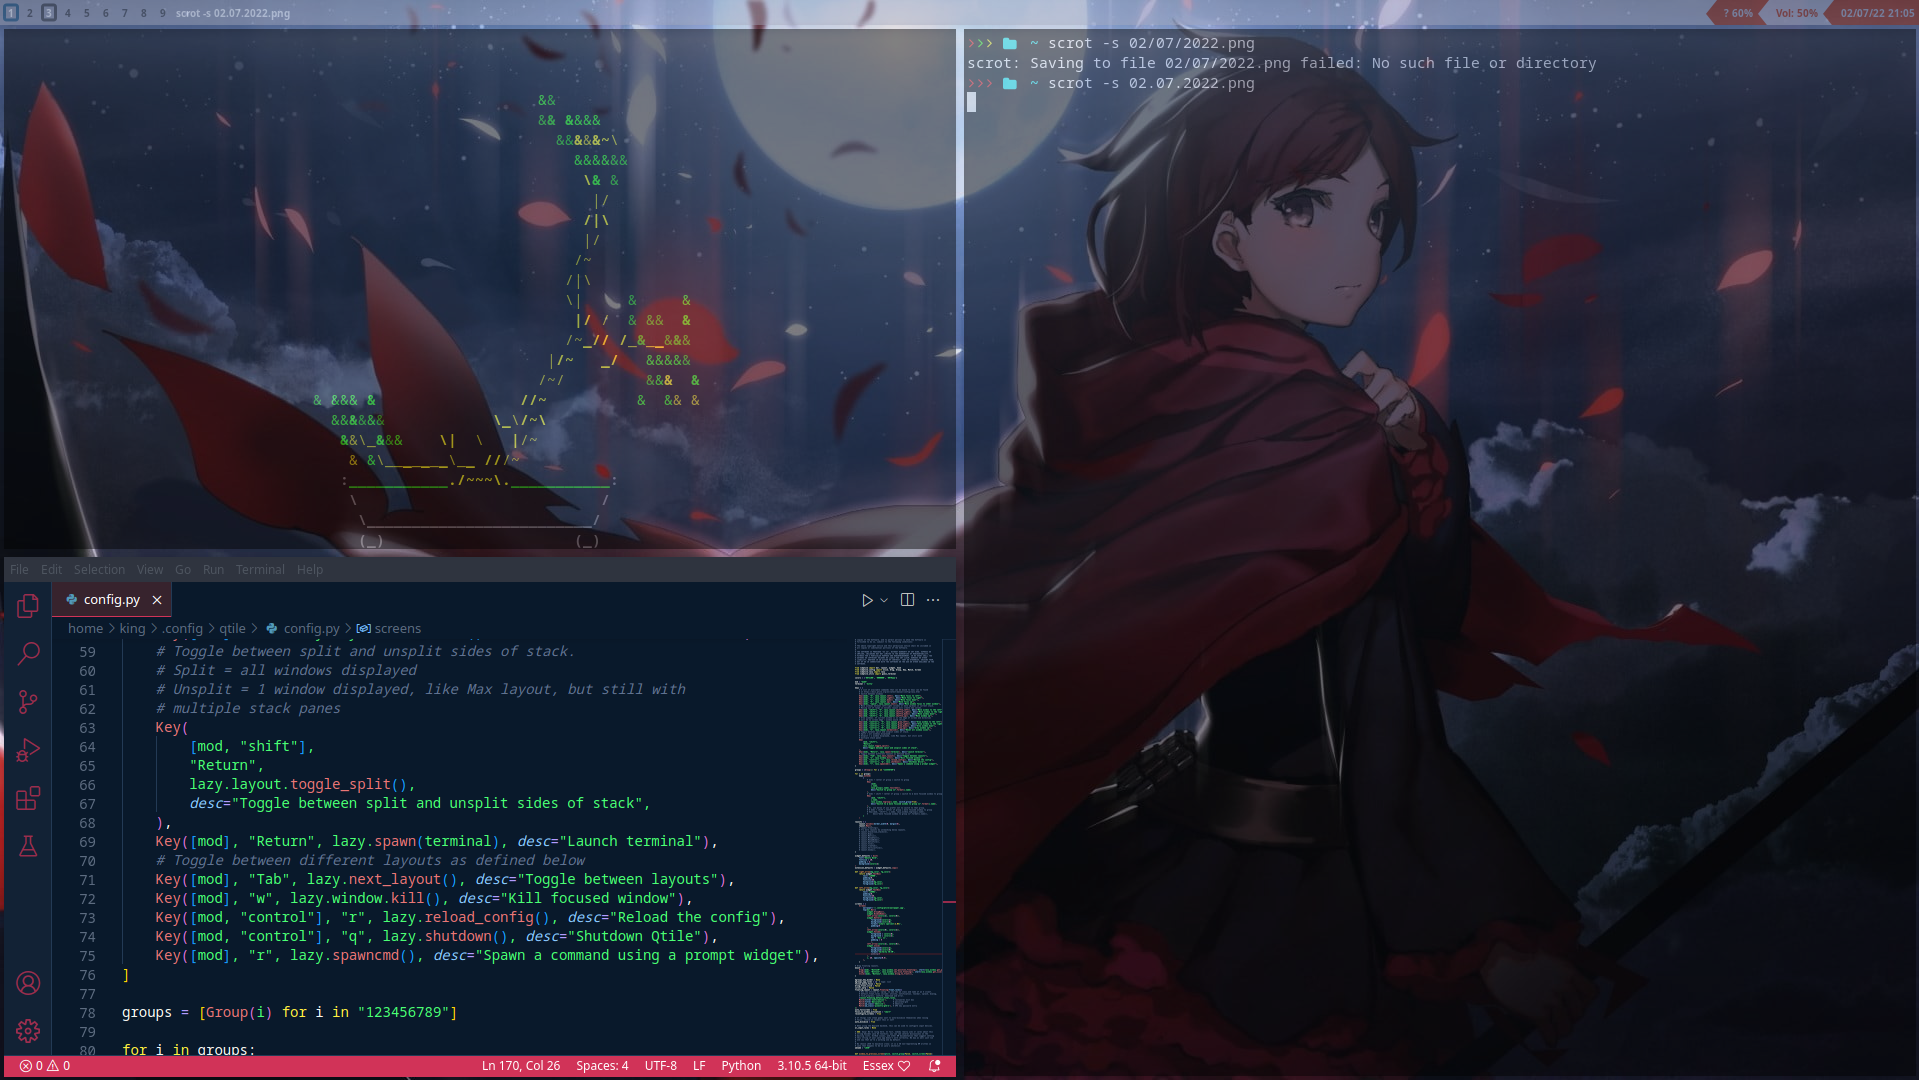 1 2 3 4 5 6 7 8 9 scrot -s 02.07.2022.png
? 60% Vol: 50% 02/07/22 21:05
&&
&& &&&&
&&&&&~\
&&&&&&
\& &
|/
/|\
|/
/~
/|\
\| & &
|/ / & && &
/~_// /_&__&&&
|/~ _/ &&&&&
/~/ &&& &
& &&& & //~ & && &
&&&&&& \_\/~\
&&\_&&& \| \ |/~
& &\_______\__ ///~
:___________./~~~\.___________:
\ /
\_________________________/
(_) (_)
>>> ~ scrot -s 02/07/2022.png
scrot: Saving to file 02/07/2022.png failed: No such file or directory
>>> ~ scrot -s 02.07.2022.png
File Edit Selection View Go Run Terminal Help
config.py
home > king > .config > qtile > config.py > screens
59 # Toggle between split and unsplit sides of stack.
60 # Split = all windows displayed
61 # Unsplit = 1 window displayed, like Max layout, but still with
62 # multiple stack panes
63 Key(
64 [mod, "shift"],
65 "Return",
66 lazy.layout.toggle_split(),
67 desc="Toggle between split and unsplit sides of stack",
68 ),
69 Key([mod], "Return", lazy.spawn(terminal), desc="Launch terminal"),
70 # Toggle between different layouts as defined below
71 Key([mod], "Tab", lazy.next_layout(), desc="Toggle between layouts"),
72 Key([mod], "w", lazy.window.kill(), desc="Kill focused window"),
73 Key([mod, "control"], "r", lazy.reload_config(), desc="Reload the config"),
74 Key([mod, "control"], "q", lazy.shutdown(), desc="Shutdown Qtile"),
75 Key([mod], "r", lazy.spawncmd(), desc="Spawn a command using a prompt widget"),
76 ]
77
78 groups = [Group(i) for i in "123456789"]
79
80 for i in groups:
0 0 Ln 170, Col 26 Spaces: 4 UTF-8 LF Python 3.10.5 64-bit Essex